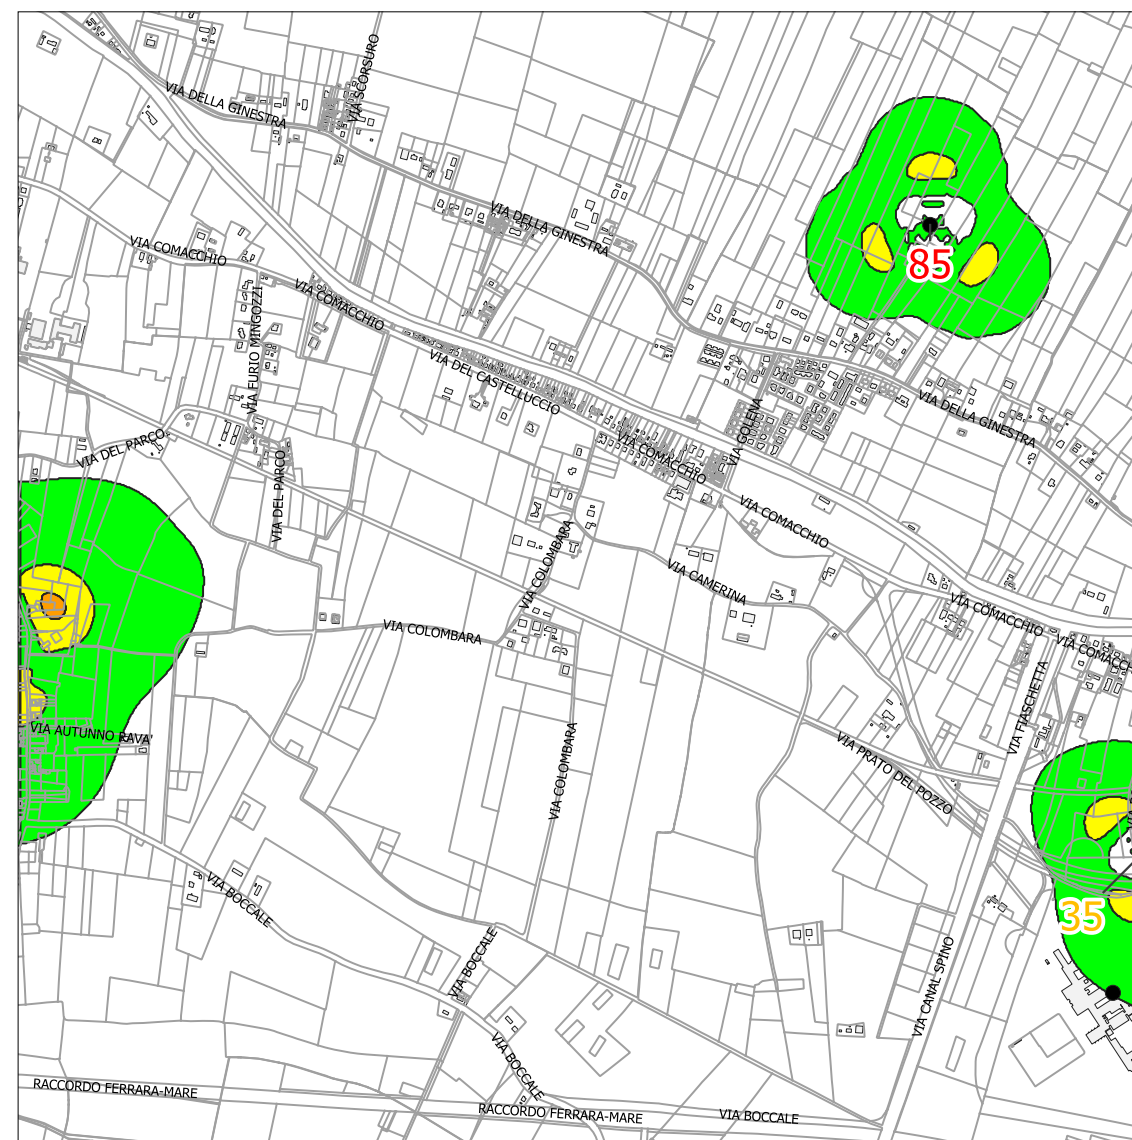 VIA SCORSURO
VIA DELLA GINESTRA
VIA DELLA GINESTRA
VIA COMACCHIO
85
VIA COMACCHIO
VIA FURIO MINGOZZI
VIA DEL CASTELLUCCIO
VIA DELLA GINESTRA
VIA GOLENA
VIA COMACCHIO
VIA DEL PARCO
VIA DEL PARCO
VIA COMACCHIO
VIA COLOMBARA
VIA CAMERINA
VIA COMACCHIO
VIA COLOMBARA
VIA COMACCH
VIA FIASCHETTA
VIA AUTUNNO RAVA'
VIA COLOMBARA
VIA PRATO DEL POZZO
VIA BOCCALE
35
VIA BOCCALE
VIA CANAL SPINO
VIA BOCCALE
RACCORDO FERRARA-MARE
RACCORDO FERRARA-MARE
VIA BOCCALE